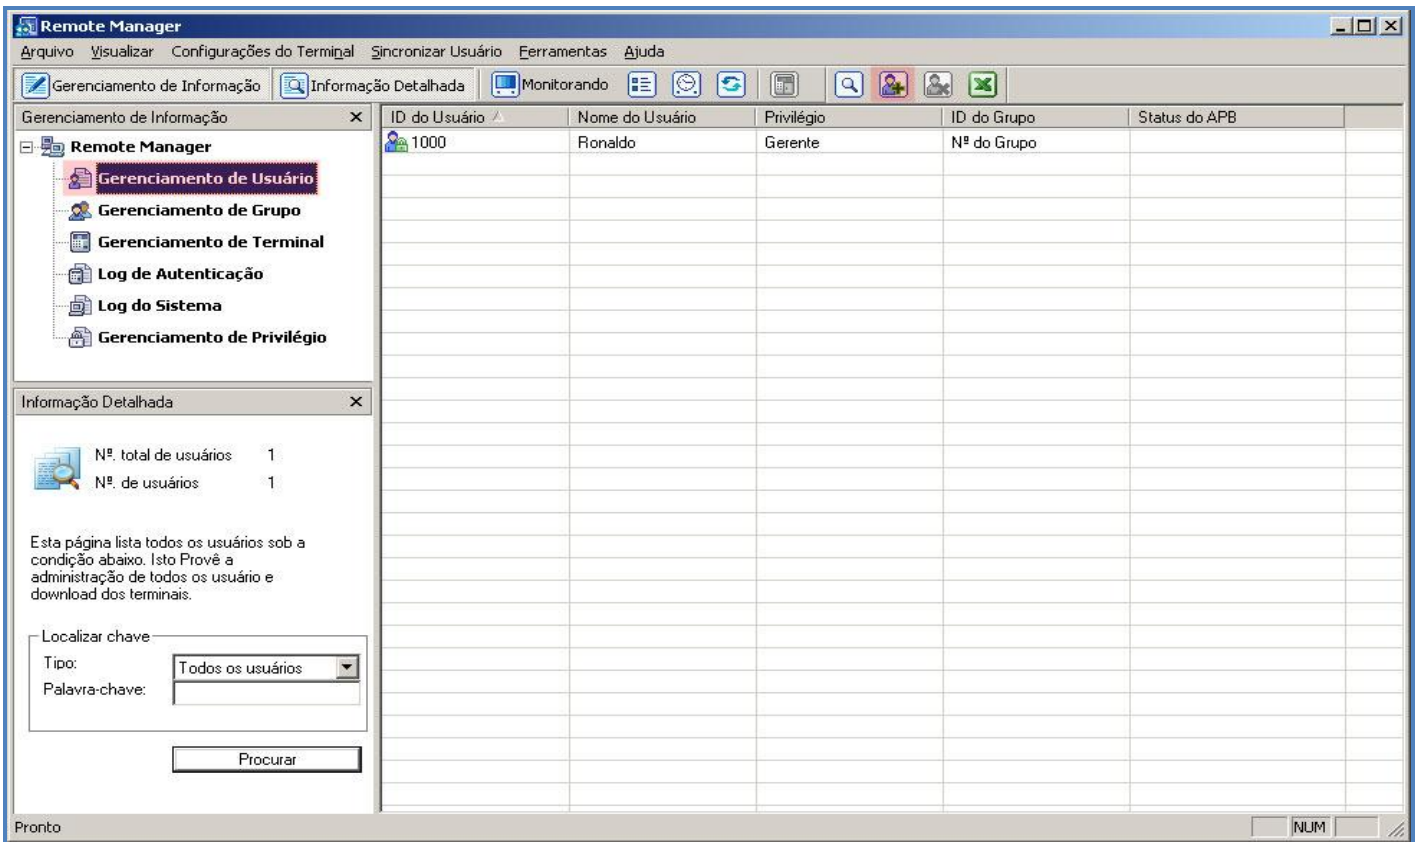 Remote Manager
Arquivo Visualizar Configurações do Terminal Sincronizar Usuário Ferramentas Ajuda
Gerenciamento de Informação Informação Detalhada Monitorando
Gerenciamento de Informação
Remote Manager
Gerenciamento de Usuário
Gerenciamento de Grupo
Gerenciamento de Terminal
Log de Autenticação
Log do Sistema
Gerenciamento de Privilégio
Informação Detalhada
Nº. total de usuários 1
Nº. de usuários 1
Esta página lista todos os usuários sob a
condição abaixo. Isto Provê a
administração de todos os usuário e
download dos terminais.
Localizar chave
Tipo: Todos os usuários
Palavra-chave:
Procurar
ID do Usuário Nome do Usuário Privilégio ID do Grupo Status do APB
1000 Ronaldo Gerente Nº do Grupo
Pronto NUM